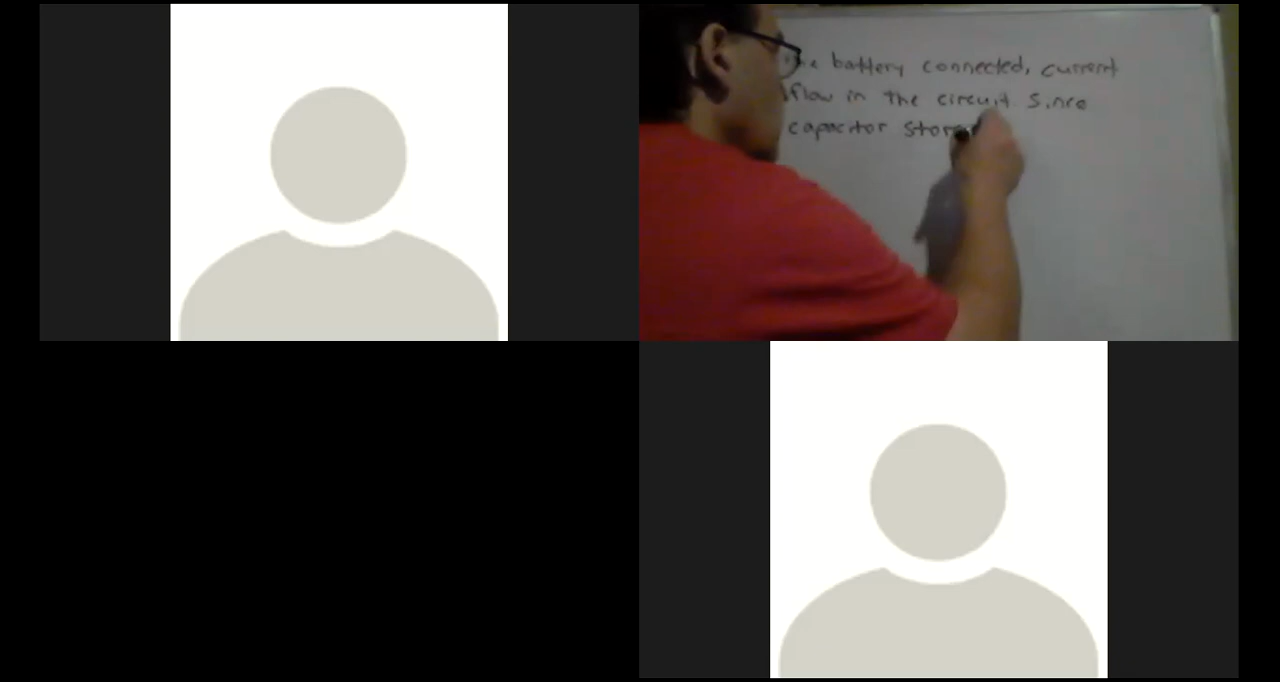 battery connected, current
flow in the circuit since
capacitor